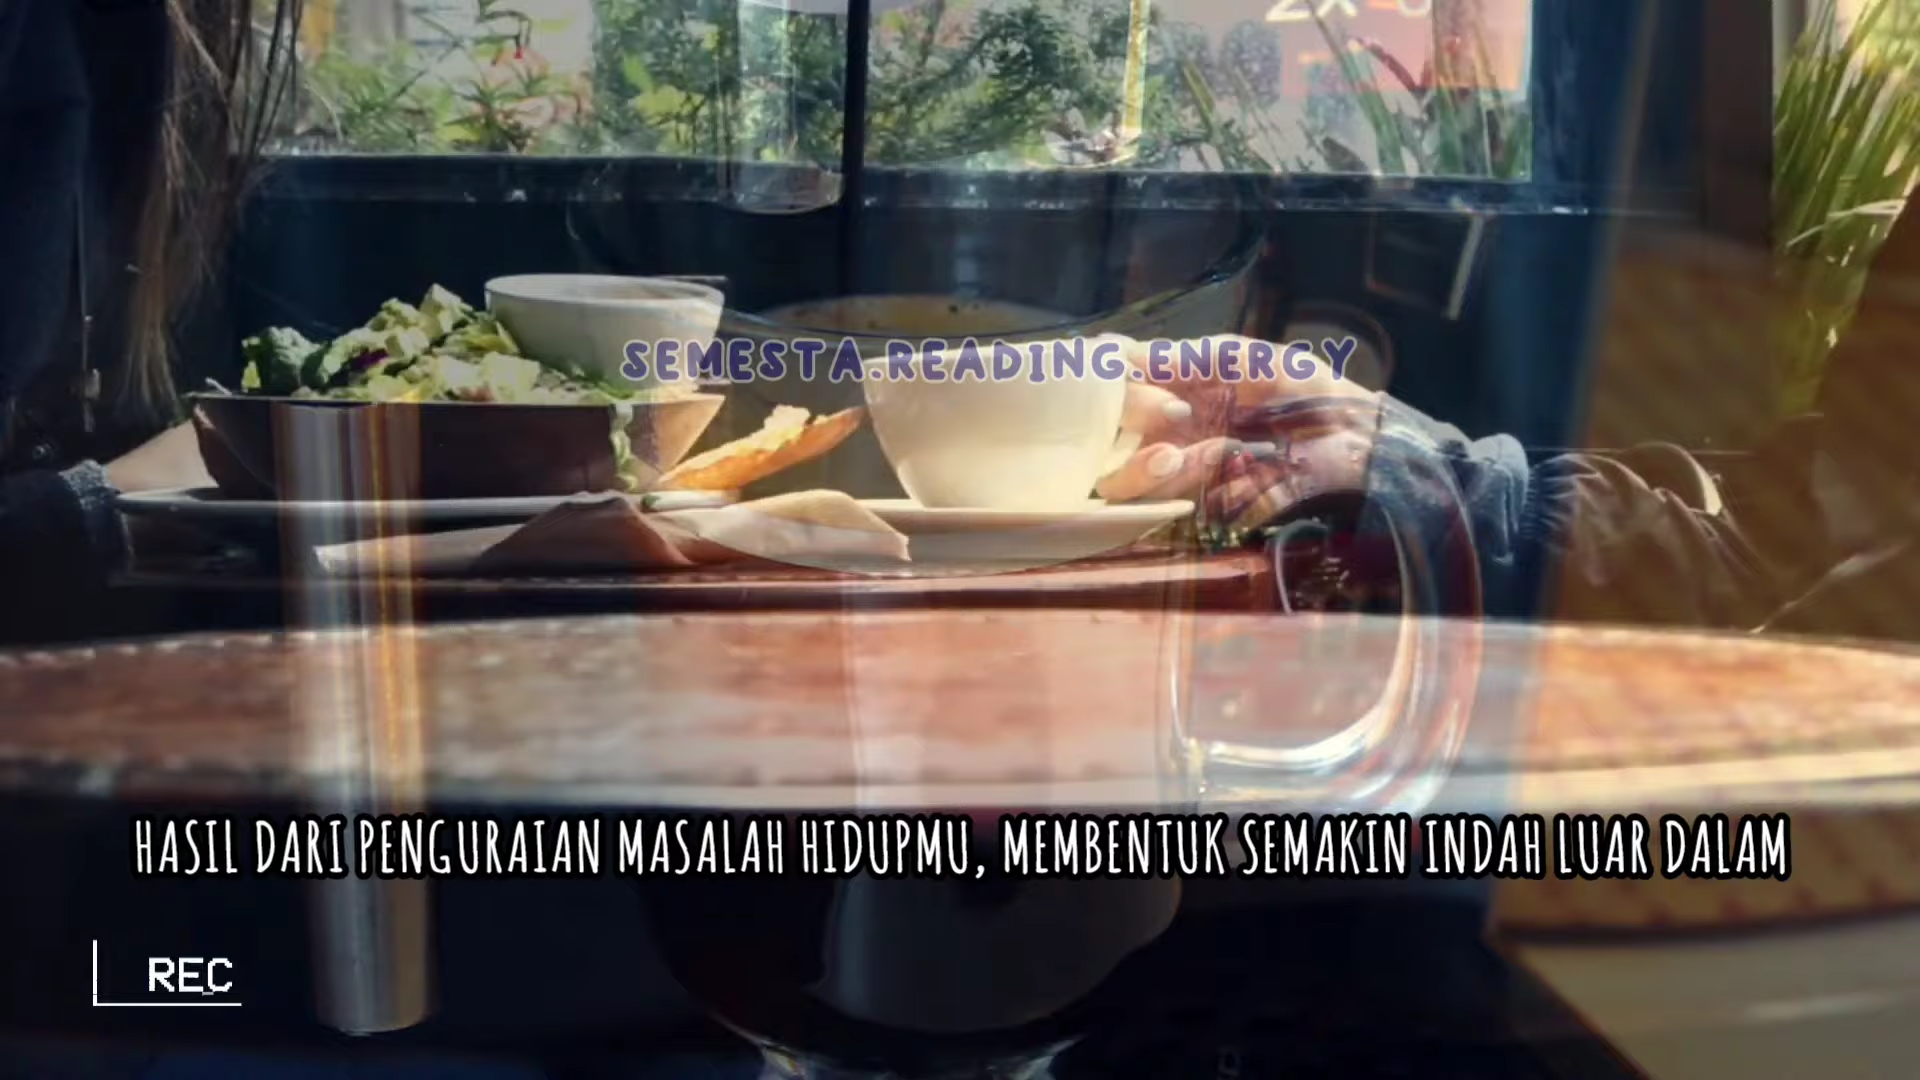 SEMESTA.READING.ENERGY
HASIL DARI PENGURAIAN MASALAH HIDUPMU, MEMBENTUK SEMAKIN INDAH LUAR DALAM
REC